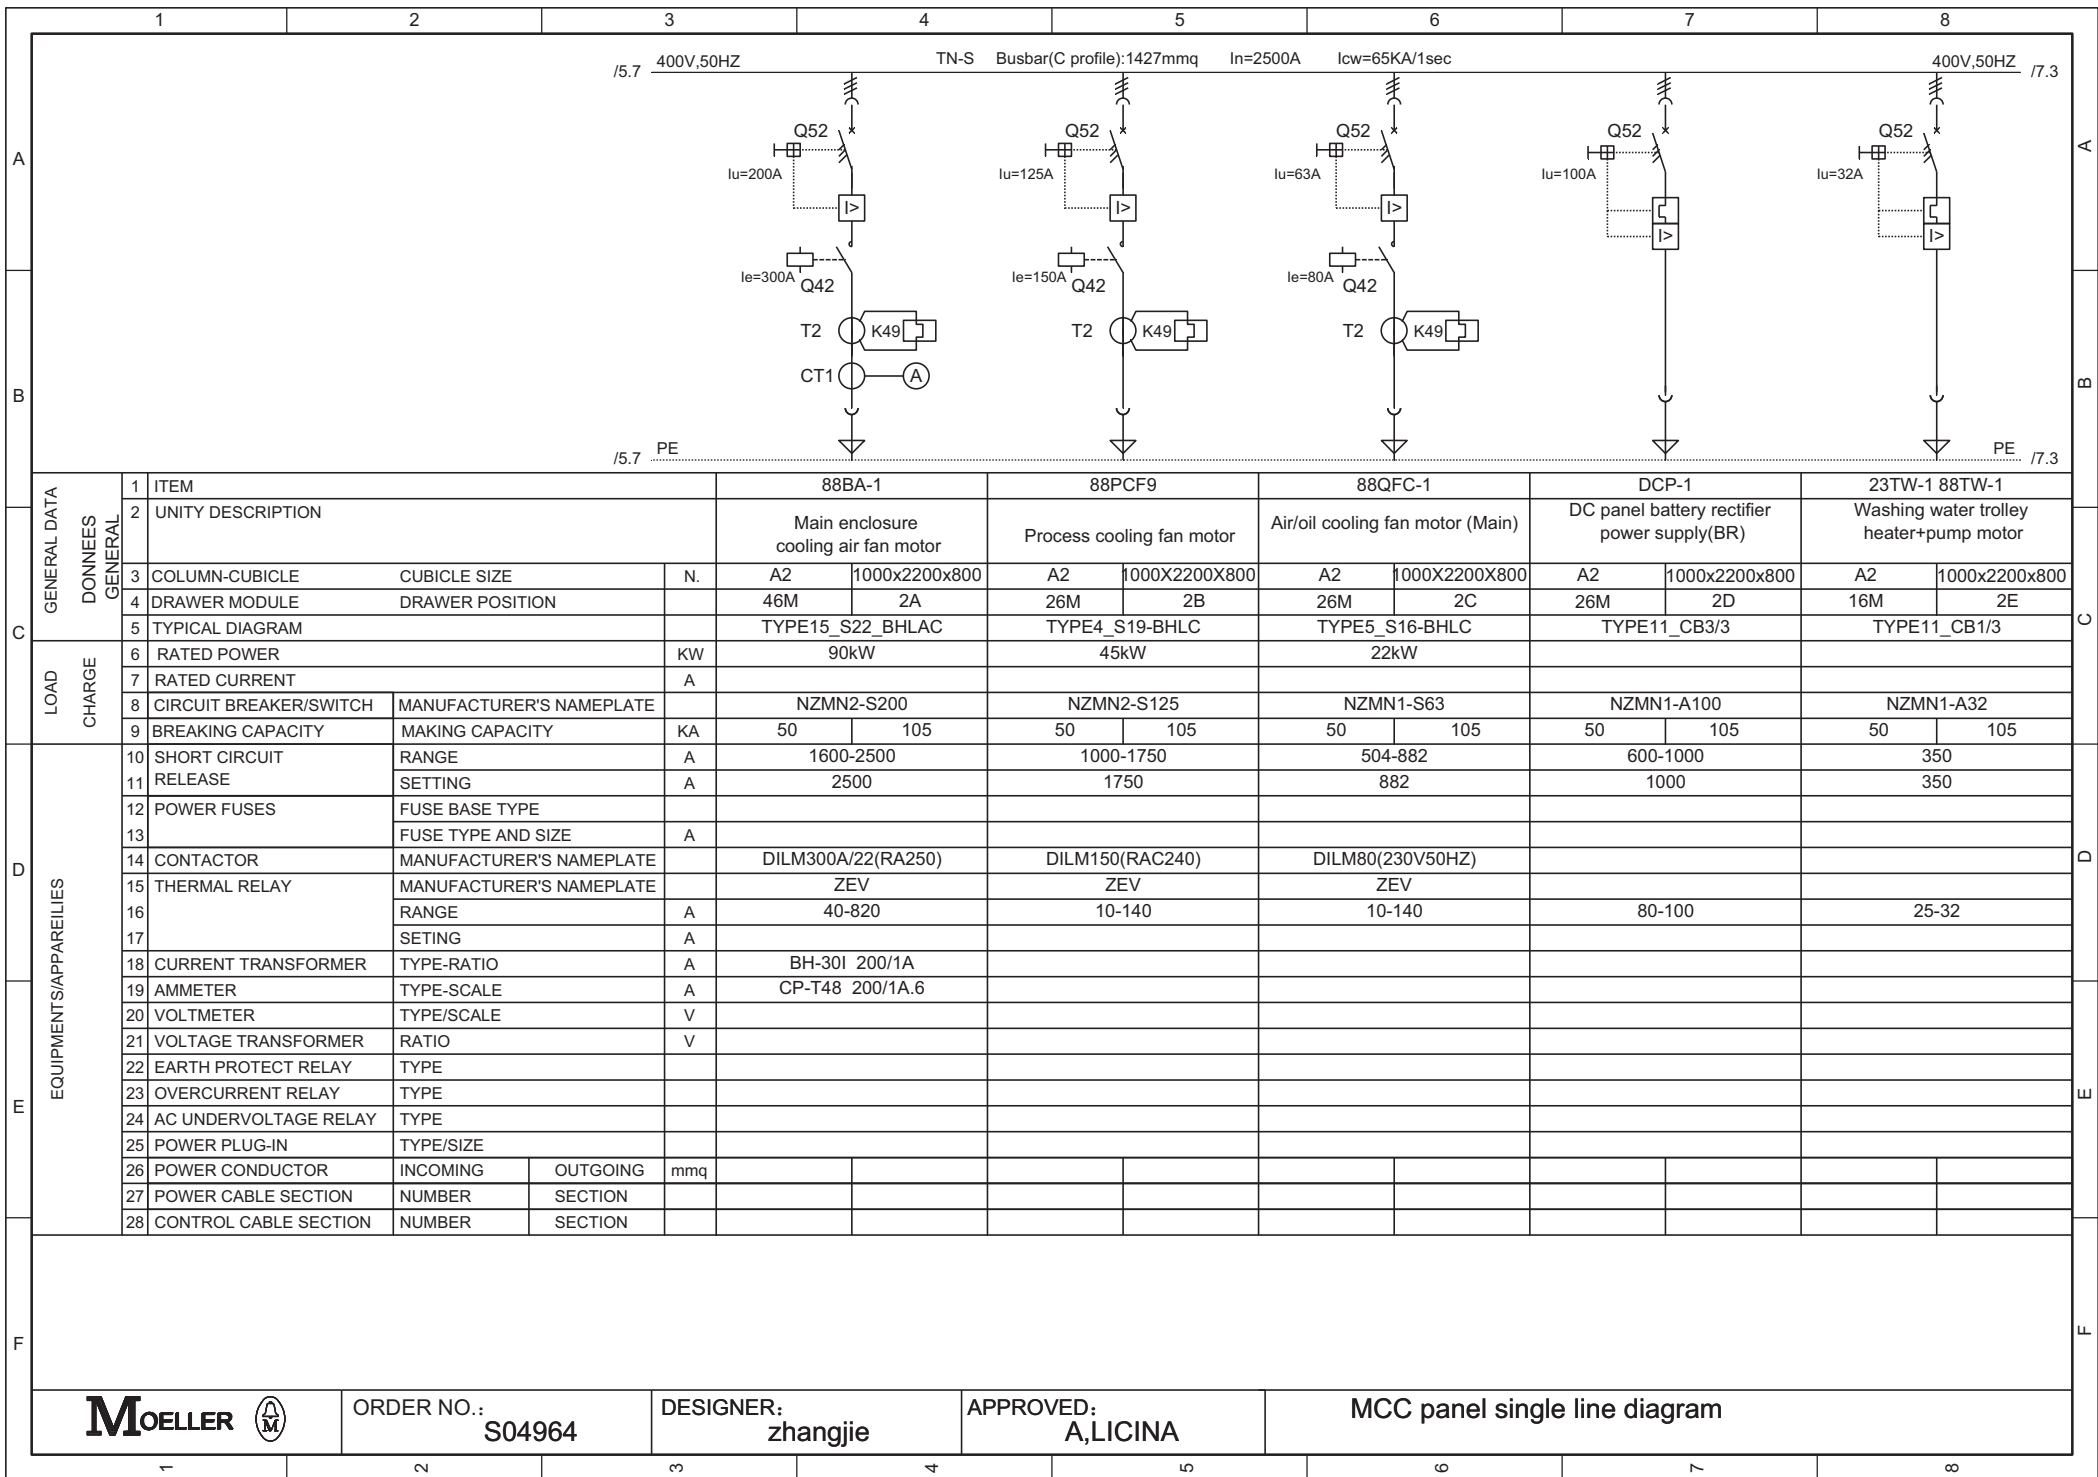 1 2 3 4 5 6 7 8
/5.7 400V,50HZ TN-S Busbar(C profile):1427mmq In=2500A Icw=65KA/1sec 400V,50HZ /7.3
A Q52 Q52 Q52 Q52 Q52 A
Iu=200A Iu=125A Iu=63A Iu=100A Iu=32A
I> I> I>
I> I>
Ie=300A Q42 Ie=150A Q42 Ie=80A Q42
T2 K49 T2 K49 T2 K49
CT1 A
B B
/5.7 PE PE /7.3
GENERAL DATA
DONNEES GENERAL
1 ITEM 88BA-1 88PCF9 88QFC-1 DCP-1 23TW-1 88TW-1
2 UNITY DESCRIPTION Main enclosure cooling air fan motor Process cooling fan motor Air/oil cooling fan motor (Main) DC panel battery rectifier power supply(BR) Washing water trolley heater+pump motor
3 COLUMN-CUBICLE CUBICLE SIZE N. A2 1000x2200x800 A2 1000X2200X800 A2 1000X2200X800 A2 1000x2200x800 A2 1000x2200x800
4 DRAWER MODULE DRAWER POSITION 46M 2A 26M 2B 26M 2C 26M 2D 16M 2E
C C
5 TYPICAL DIAGRAM TYPE15_S22_BHLAC TYPE4_S19-BHLC TYPE5_S16-BHLC TYPE11_CB3/3 TYPE11_CB1/3
LOAD
CHARGE
6 RATED POWER KW 90kW 45kW 22kW
7 RATED CURRENT A
8 CIRCUIT BREAKER/SWITCH MANUFACTURER'S NAMEPLATE NZMN2-S200 NZMN2-S125 NZMN1-S63 NZMN1-A100 NZMN1-A32
9 BREAKING CAPACITY MAKING CAPACITY KA 50 105 50 105 50 105 50 105 50 105
EQUIPMENTS/APPAREILIES
10 SHORT CIRCUIT RANGE A 1600-2500 1000-1750 504-882 600-1000 350
11 RELEASE SETTING A 2500 1750 882 1000 350
12 POWER FUSES FUSE BASE TYPE
13 FUSE TYPE AND SIZE A
D D
14 CONTACTOR MANUFACTURER'S NAMEPLATE DILM300A/22(RA250) DILM150(RAC240) DILM80(230V50HZ)
15 THERMAL RELAY MANUFACTURER'S NAMEPLATE ZEV ZEV ZEV
16 RANGE A 40-820 10-140 10-140 80-100 25-32
17 SETING A
18 CURRENT TRANSFORMER TYPE-RATIO A BH-30I 200/1A
19 AMMETER TYPE-SCALE A CP-T48 200/1A.6
20 VOLTMETER TYPE/SCALE V
21 VOLTAGE TRANSFORMER RATIO V
22 EARTH PROTECT RELAY TYPE
23 OVERCURRENT RELAY TYPE
E E
24 AC UNDERVOLTAGE RELAY TYPE
25 POWER PLUG-IN TYPE/SIZE
26 POWER CONDUCTOR INCOMING OUTGOING mmq
27 POWER CABLE SECTION NUMBER SECTION
28 CONTROL CABLE SECTION NUMBER SECTION
F F
MOELLER M ORDER NO.: S04964 DESIGNER: zhangjie APPROVED: A,LICINA MCC panel single line diagram
1 2 3 4 5 6 7 8